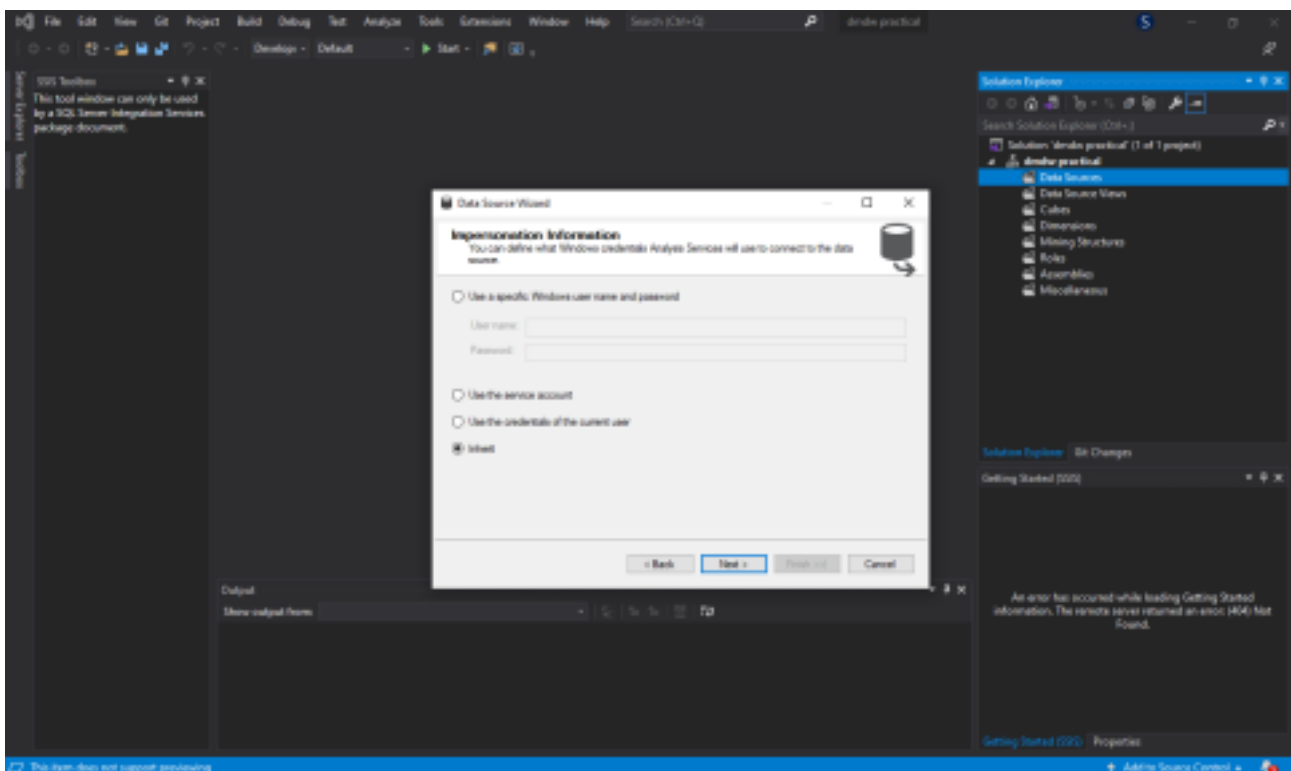 File Edit View Git Project Build Debug Test Analyze Tools Extensions Window Help Search (Ctrl+Q)
Develop Default Start
Server Explorer
Toolbox
SSIS Toolbox
This tool window can only be used
by a SQL Server Integration Services
package document.
Data Source Wizard
Impersonation Information
You can define what Windows credentials Analysis Services will use to connect to the data
source.
Use a specific Windows user name and password
User name:
Password:
Use the service account
Use the credentials of the current user
Inherit
< Back Next > Finish >>| Cancel
Output
Show output from:
S
Solution Explorer
Search Solution Explorer (Ctrl+;)
practical' (1 of 1 project)
practical
Data Sources
Data Source Views
Cubes
Dimensions
Mining Structures
Roles
Assemblies
Miscellaneous
Solution Explorer Git Changes
Getting Started (SSIS)
An error has occurred while loading Getting Started
information. The remote server returned an error: (404) Not
Found.
Getting Started (SSIS) Properties
This item does not support previewing
Add to Source Control